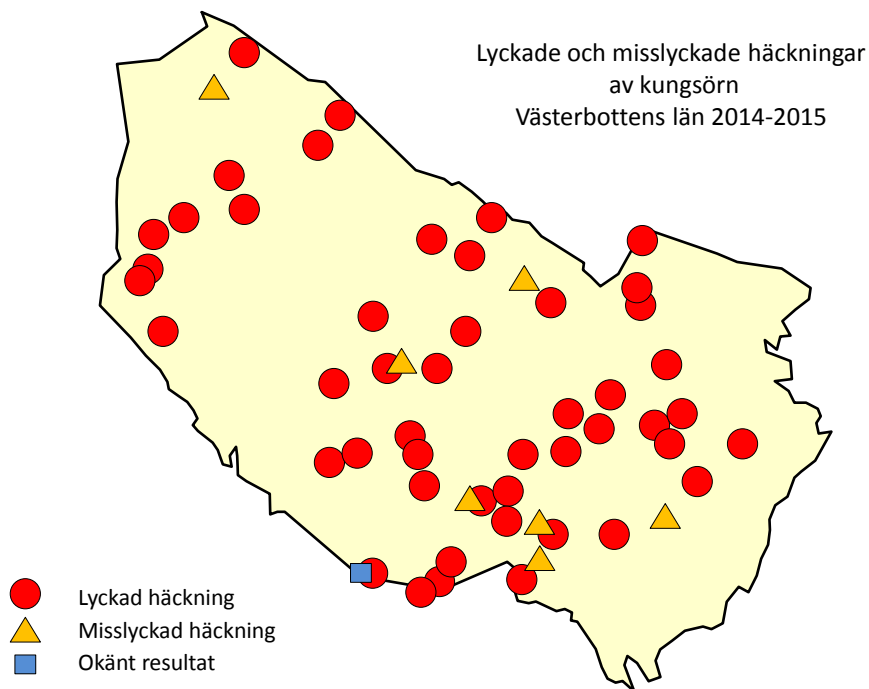 Lyckade och misslyckade häckningar
av kungsörn
Västerbottens län 2014-2015
Lyckad häckning
Misslyckad häckning
Okänt resultat